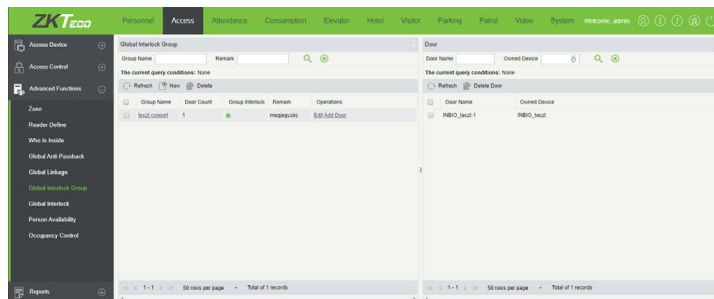 ZKTeco
Personnel Access Attendance Consumption Elevator Hotel Visitor Parking Patrol Video System Welcome, admin
Access Device
Access Control
Advanced Functions
Zone
Reader Define
Who Is Inside
Global Anti-Passback
Global Linkage
Global Interlock Group
Global Interlock
Person Availability
Occupancy Control
Reports
Global Interlock Group
Group Name Remark
The current query conditions: None
Refresh New Delete
Group Name Door Count Group Interlock Remark Operations
teszt csoport 1 megjegyzés Edit Add Door
1-1 50 rows per page Total of 1 records
Door
Door Name Owned Device
The current query conditions: None
Refresh Delete Door
Door Name Owned Device
INBIO_teszt-1 INBIO_teszt
1-1 50 rows per page Total of 1 records